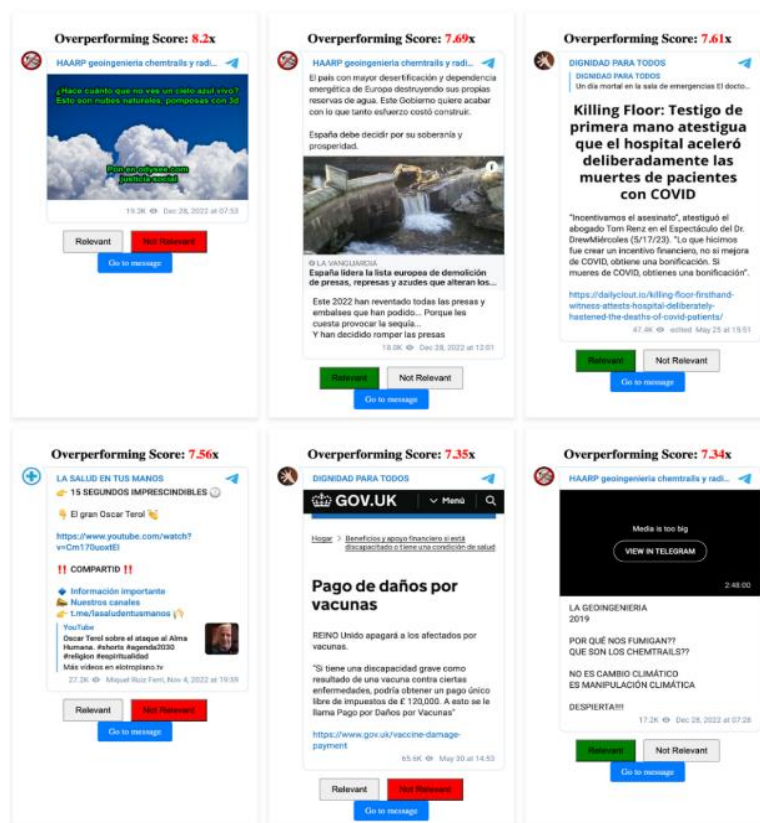 Overperforming Score: 8.2x
HAARP geoingenieria chemtrails y radi...
¿Hace cuánto que no ves un cielo azul vivo?
Esto son nubes naturales, pomposas con 3d
Pon en odysee.com
justicia social
19.3K Dec 28, 2022 at 07:53
Relevant
Not Relevant
Go to message
Overperforming Score: 7.69x
HAARP geoingenieria chemtrails y radi...
El país con mayor desertificación y dependencia
energética de Europa destruyendo sus propias
reservas de agua. Este Gobierno quiere acabar
con lo que tanto esfuerzo costó construir.
España debe decidir por su soberanía y
prosperidad.
LA VANGUARDIA
España lidera la lista europea de demolición
de presas, represas y azudes que alteran los...
Este 2022 han reventado todas las presas y
embalses que han podido... Porque les
cuesta provocar la sequía...
Y han decidido romper las presas
18.0K Dec 28, 2022 at 12:01
Relevant
Not Relevant
Go to message
Overperforming Score: 7.61x
DIGNIDAD PARA TODOS
DIGNIDAD PARA TODOS
Un día mortal en la sala de emergencias El docto...
Killing Floor: Testigo de
primera mano atestigua
que el hospital aceleró
deliberadamente las
muertes de pacientes
con COVID
"Incentivamos el asesinato", atestiguó el
abogado Tom Renz en el Espectáculo del Dr.
DrewMiércoles (5/17/23). "Lo que hicimos
fue crear un incentivo financiero, no si mejora
de COVID, obtiene una bonificación. Si
mueres de COVID, obtienes una bonificación".
https://dailyclout.io/killing-floor-firsthand-
witness-attests-hospital-deliberately-
hastened-the-deaths-of-covid-patients/
47.4K edited May 25 at 15:51
Relevant
Not Relevant
Go to message
Overperforming Score: 7.56x
LA SALUD EN TUS MANOS
👉 15 SEGUNDOS IMPRESCINDIBLES
👇 El gran Oscar Terol
https://www.youtube.com/watch?
v=Cm170uoxtEI
‼️ COMPARTID ‼️
Información importante
Nuestros canales
👉 t.me/lasaludentusmanos
YouTube
Oscar Terol sobre el ataque al Alma
Humana. #shorts #agenda2030
#religion #espiritualidad
Más vídeos en elotropiano.tv
27.2K Miquel Ruiz Ferri, Nov 4, 2022 at 19:39
Relevant
Not Relevant
Go to message
Overperforming Score: 7.35x
DIGNIDAD PARA TODOS
GOV.UK
Menú
Hogar > Beneficios y apoyo financiero si está
discapacitado o tiene una condición de salud
Pago de daños por
vacunas
REINO Unido apagará a los afectados por
vacunas.
"Si tiene una discapacidad grave como
resultado de una vacuna contra ciertas
enfermedades, podría obtener un pago único
libre de impuestos de £ 120,000. A esto se le
llama Pago por Daños por Vacunas"
https://www.gov.uk/vaccine-damage-
payment
65.6K May 30 at 14:53
Relevant
Not Relevant
Go to message
Overperforming Score: 7.34x
HAARP geoingenieria chemtrails y radi...
Media is too big
VIEW IN TELEGRAM
2:48:00
LA GEOINGENIERIA
2019
POR QUÉ NOS FUMIGAN??
QUE SON LOS CHEMTRAILS??
NO ES CAMBIO CLIMÁTICO
ES MANIPULACIÓN CLIMÁTICA
DESPIERTA!!!!
17.2K Dec 28, 2022 at 07:28
Relevant
Not Relevant
Go to message